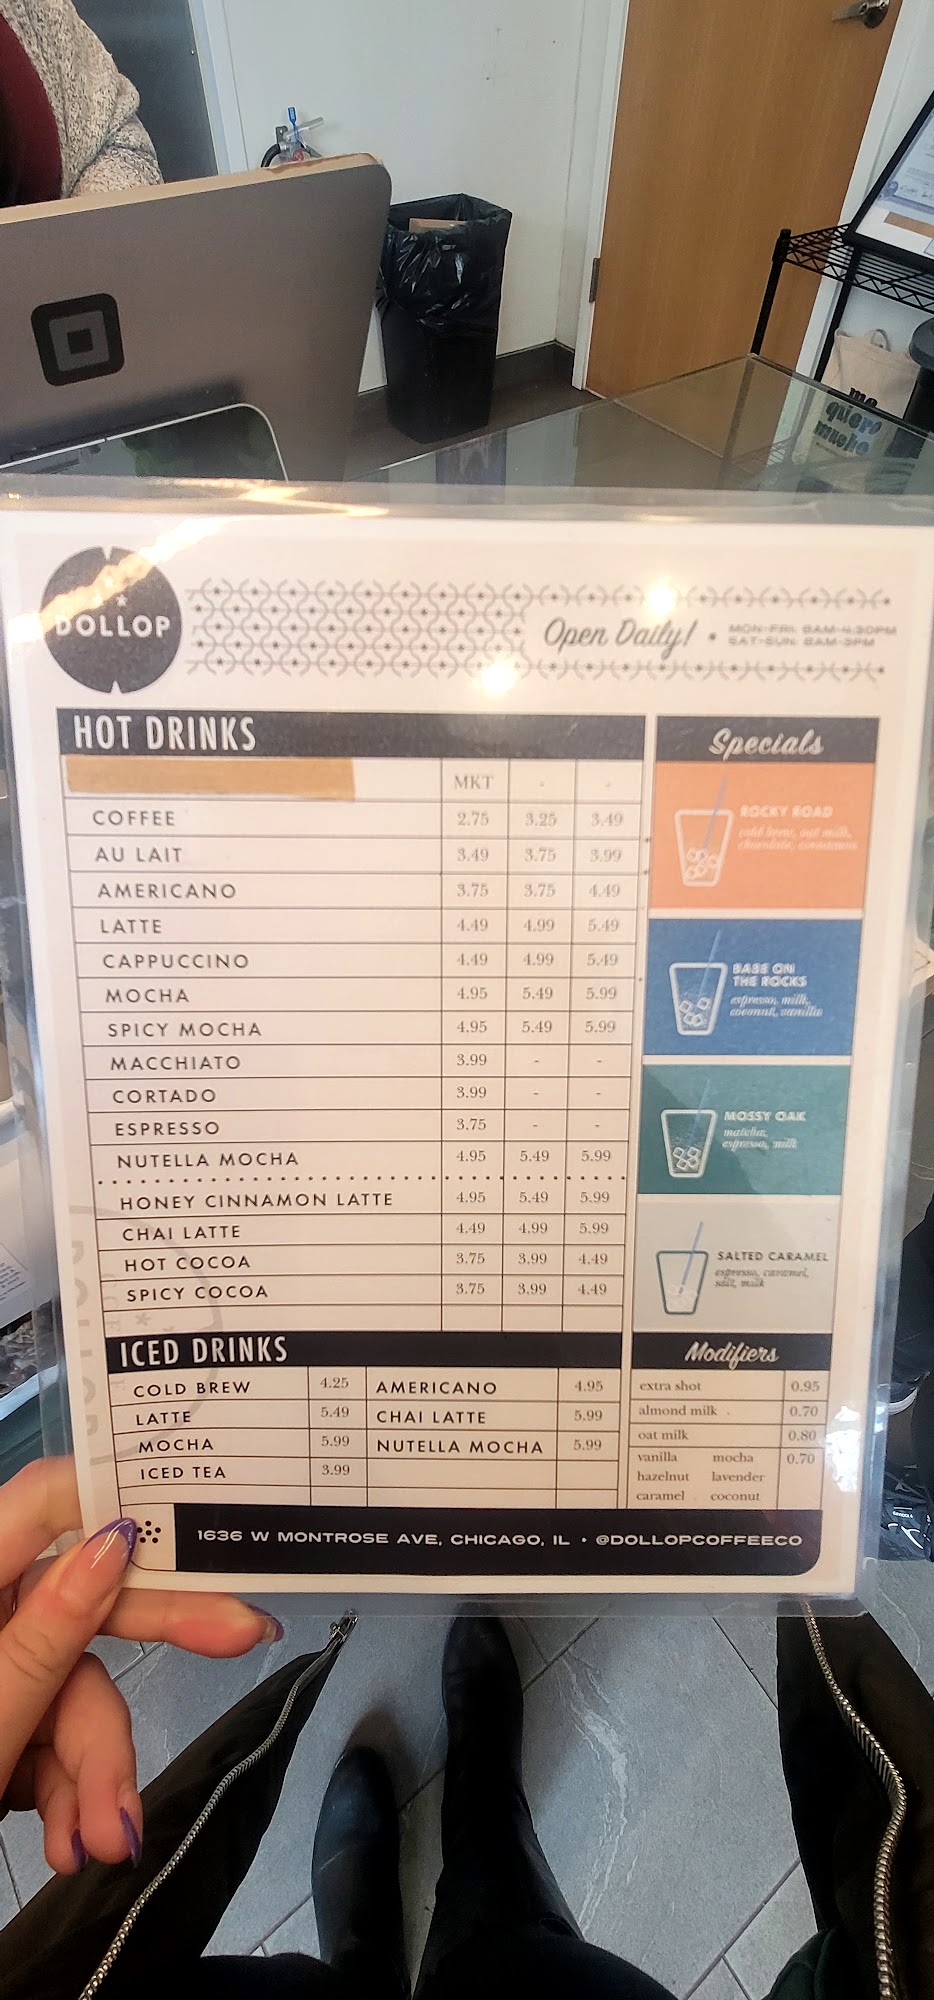 me
quiero
mucho
DOLLOP
Open Daily! • MON-FRI: 8AM-4:30PM
SAT-SUN: 8AM-5PM
HOT DRINKS
MKT - -
COFFEE 2.75 3.25 3.49
AU LAIT 3.49 3.75 3.99
AMERICANO 3.75 3.75 4.49
LATTE 4.49 4.99 5.49
CAPPUCCINO 4.49 4.99 5.49
MOCHA 4.95 5.49 5.99
SPICY MOCHA 4.95 5.49 5.99
MACCHIATO 3.99 - -
CORTADO 3.99 - -
ESPRESSO 3.75 - -
NUTELLA MOCHA 4.95 5.49 5.99
HONEY CINNAMON LATTE 4.95 5.49 5.99
CHAI LATTE 4.49 4.99 5.99
HOT COCOA 3.75 3.99 4.49
SPICY COCOA 3.75 3.99 4.49
Specials
ROCKY ROAD
cold brew, oat milk,
chocolate, cinnamon
BABE ON
THE ROCKS
espresso, milk,
coconut, vanilla
MOSSY OAK
matcha,
espresso, milk
SALTED CARAMEL
espresso, caramel,
salt, milk
ICED DRINKS
COLD BREW 4.25 AMERICANO 4.95
LATTE 5.49 CHAI LATTE 5.99
MOCHA 5.99 NUTELLA MOCHA 5.99
ICED TEA 3.99
Modifiers
extra shot 0.95
almond milk 0.70
oat milk 0.80
vanilla mocha 0.70
hazelnut lavender
caramel coconut
1636 W MONTROSE AVE, CHICAGO, IL • @DOLLOPCOFFEECO